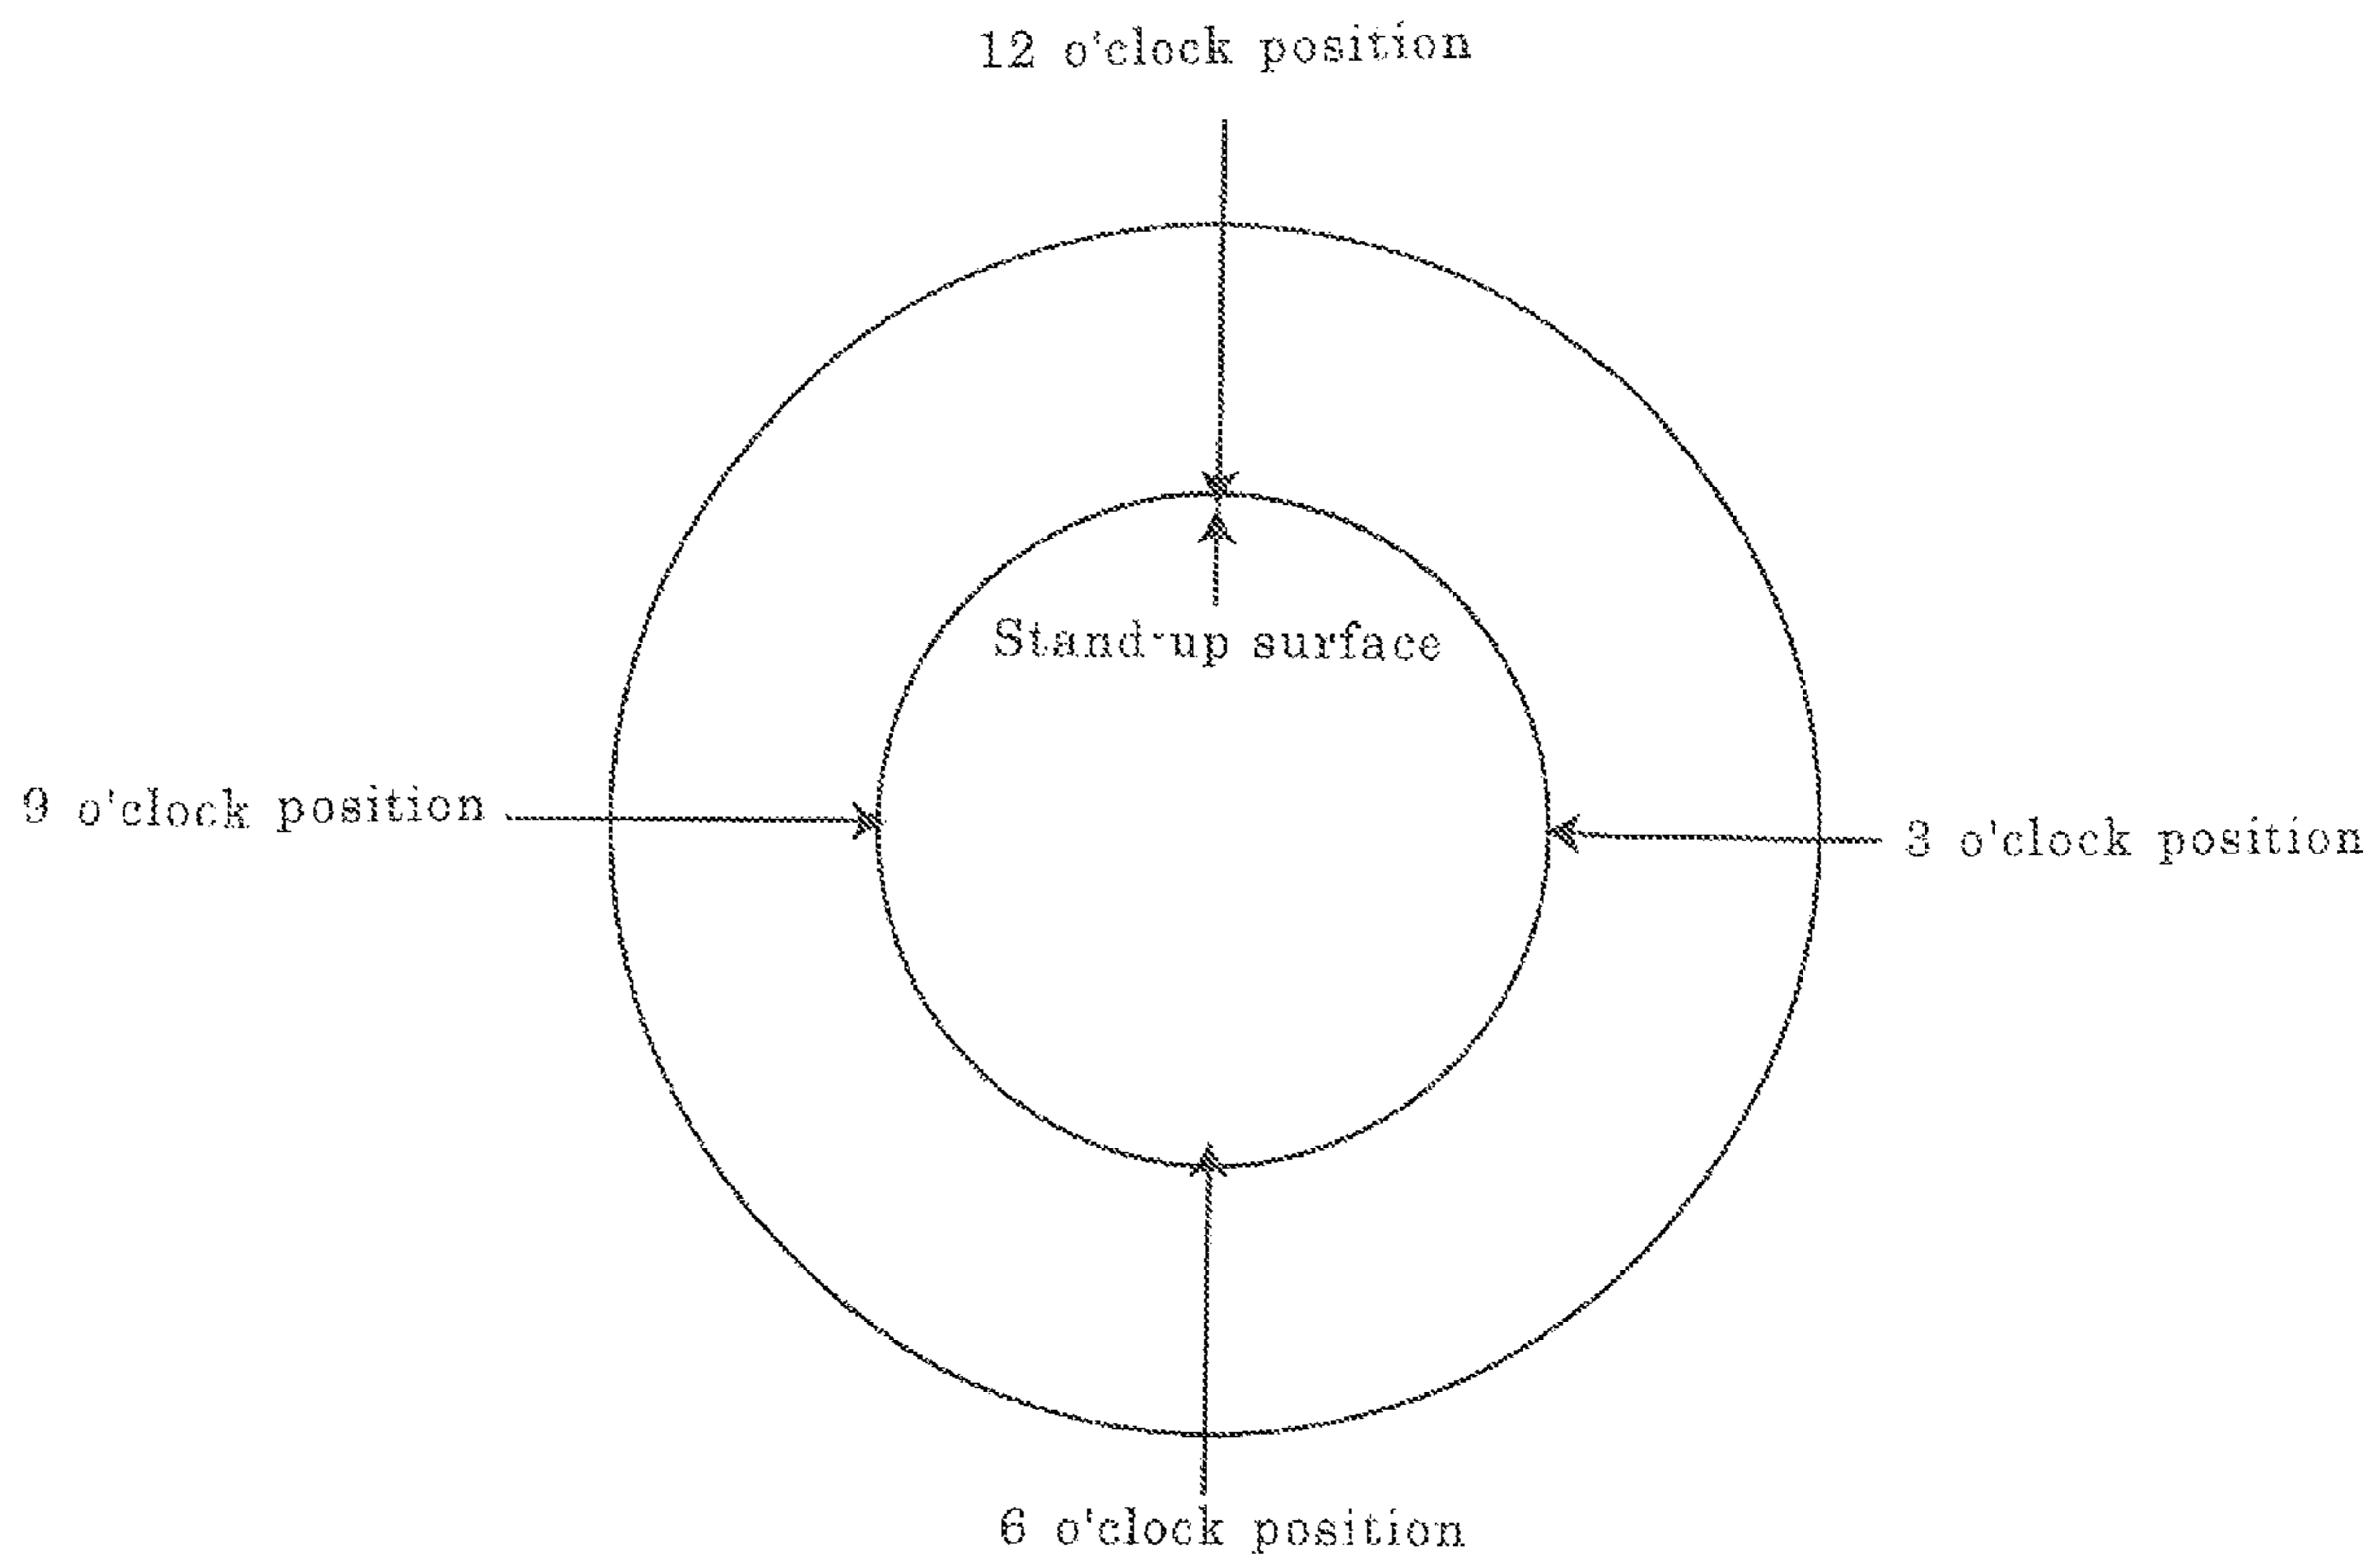 12 o'clock position
Stand-up surface
9 o'clock position
3 o'clock position
6 o'clock position